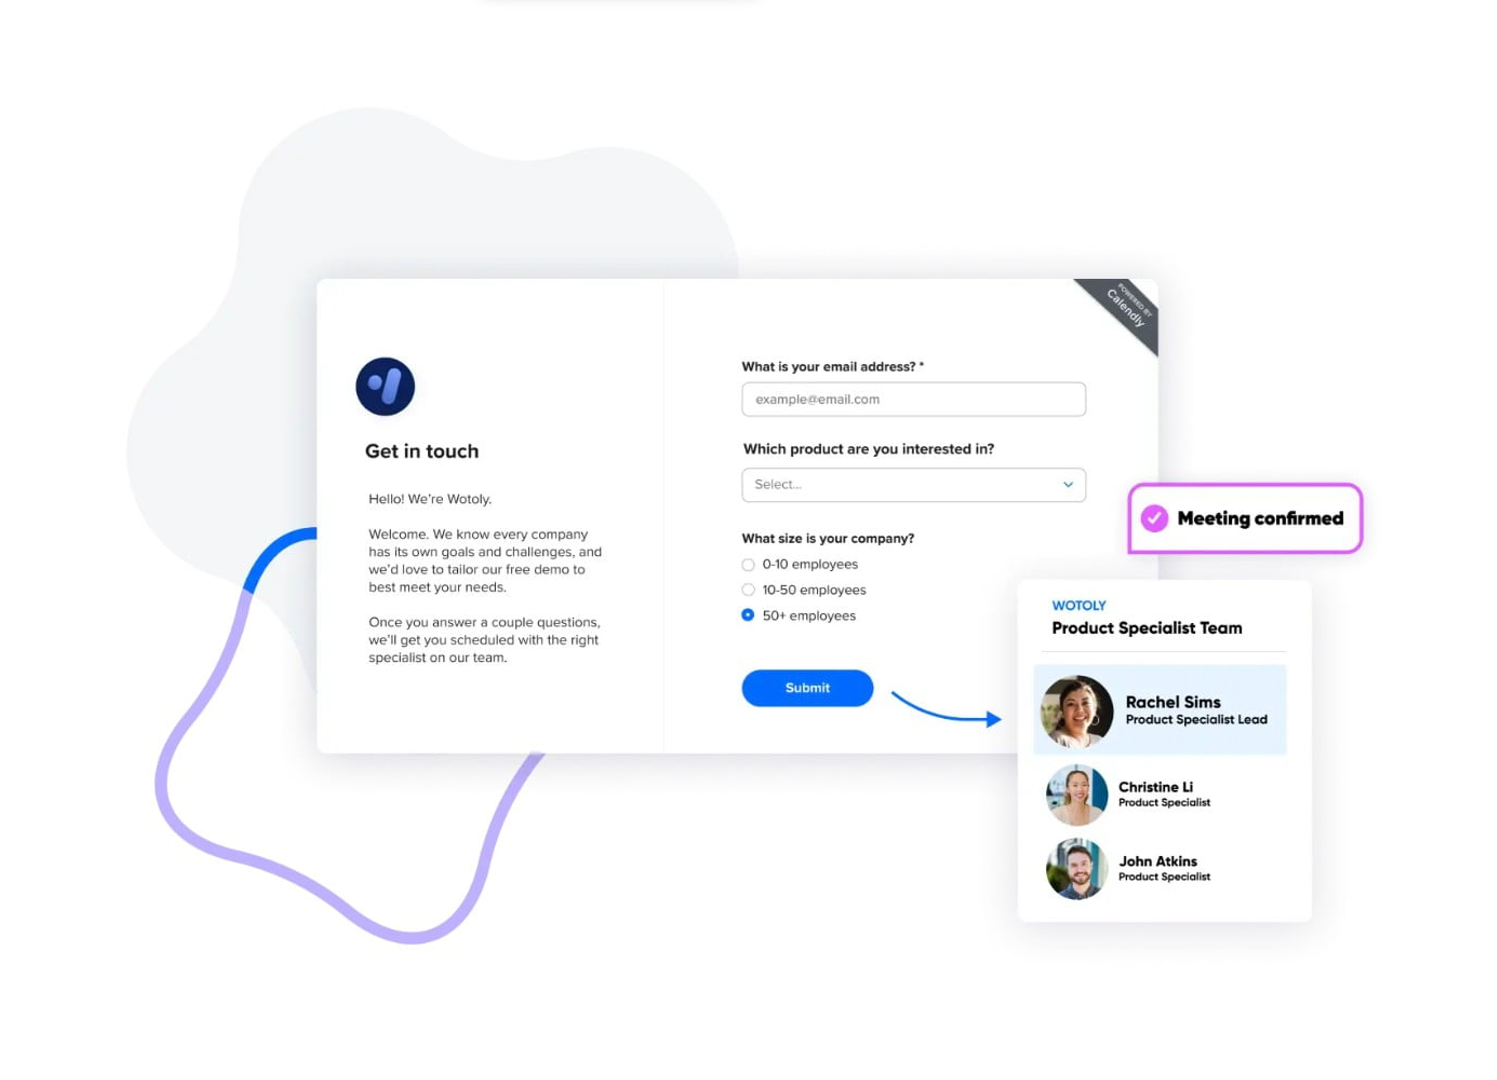 POWERED BY
Calendly
Get in touch
Hello! We're Wotoly.
Welcome. We know every company
has its own goals and challenges, and
we'd love to tailor our free demo to
best meet your needs.
Once you answer a couple questions,
we'll get you scheduled with the right
specialist on our team.
What is your email address? *
example@email.com
Which product are you interested in?
Select...
What size is your company?
0-10 employees
10-50 employees
50+ employees
Submit
Meeting confirmed
WOTOLY
Product Specialist Team
Rachel Sims
Product Specialist Lead
Christine Li
Product Specialist
John Atkins
Product Specialist